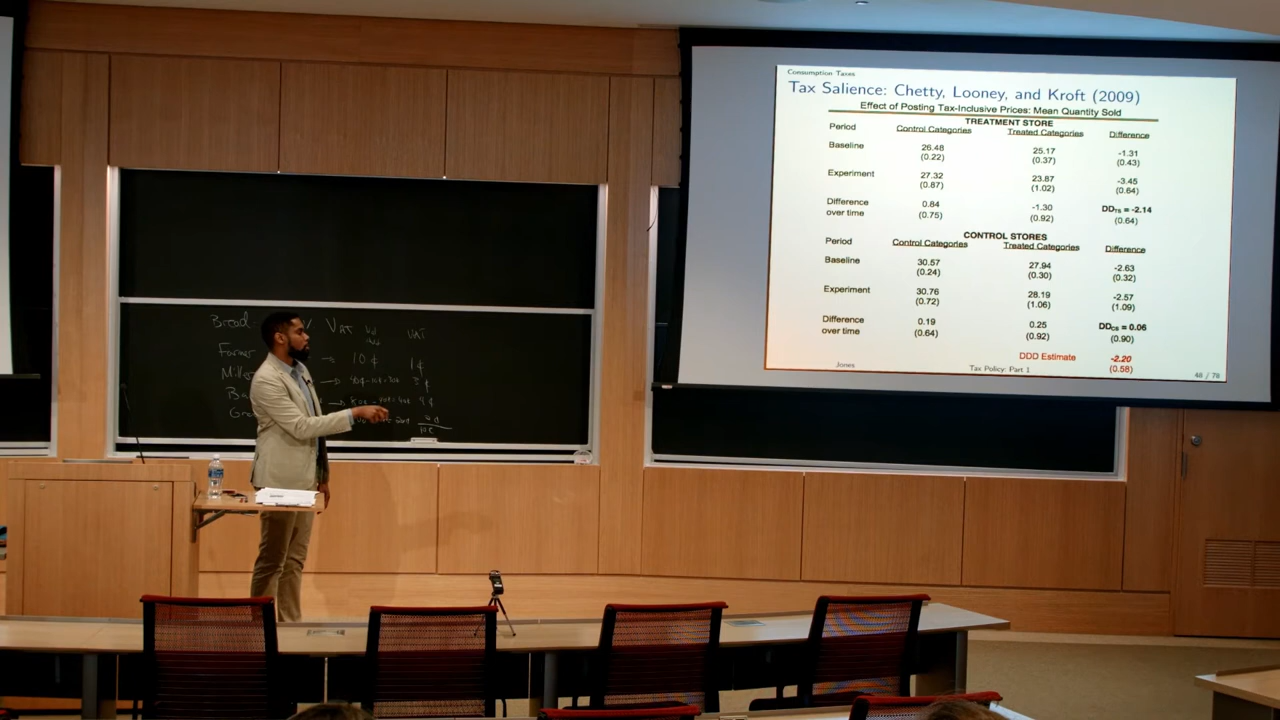 Consumption Taxes
Tax Salience: Chetty, Looney, and Kroft (2009)
Effect of Posting Tax-Inclusive Prices: Mean Quantity Sold
TREATMENT STORE
Period Control Categories Treated Categories Difference
Baseline 26.48 25.17 -1.31
(0.22) (0.37) (0.43)
Experiment 27.32 23.87 -3.45
(0.87) (1.02) (0.64)
Difference 0.84 -1.30 DDTS = -2.14
over time (0.75) (0.92) (0.64)
CONTROL STORES
Period Control Categories Treated Categories Difference
Baseline 30.57 27.94 -2.63
(0.24) (0.30) (0.32)
Experiment 30.76 28.19 -2.57
(0.72) (1.06) (1.09)
Difference 0.19 0.25 DDCS = 0.06
over time (0.64) (0.92) (0.90)
DDD Estimate -2.20
(0.58)
Jones Tax Policy: Part 1 48 / 78
VAT VAT
10¢ 1¢